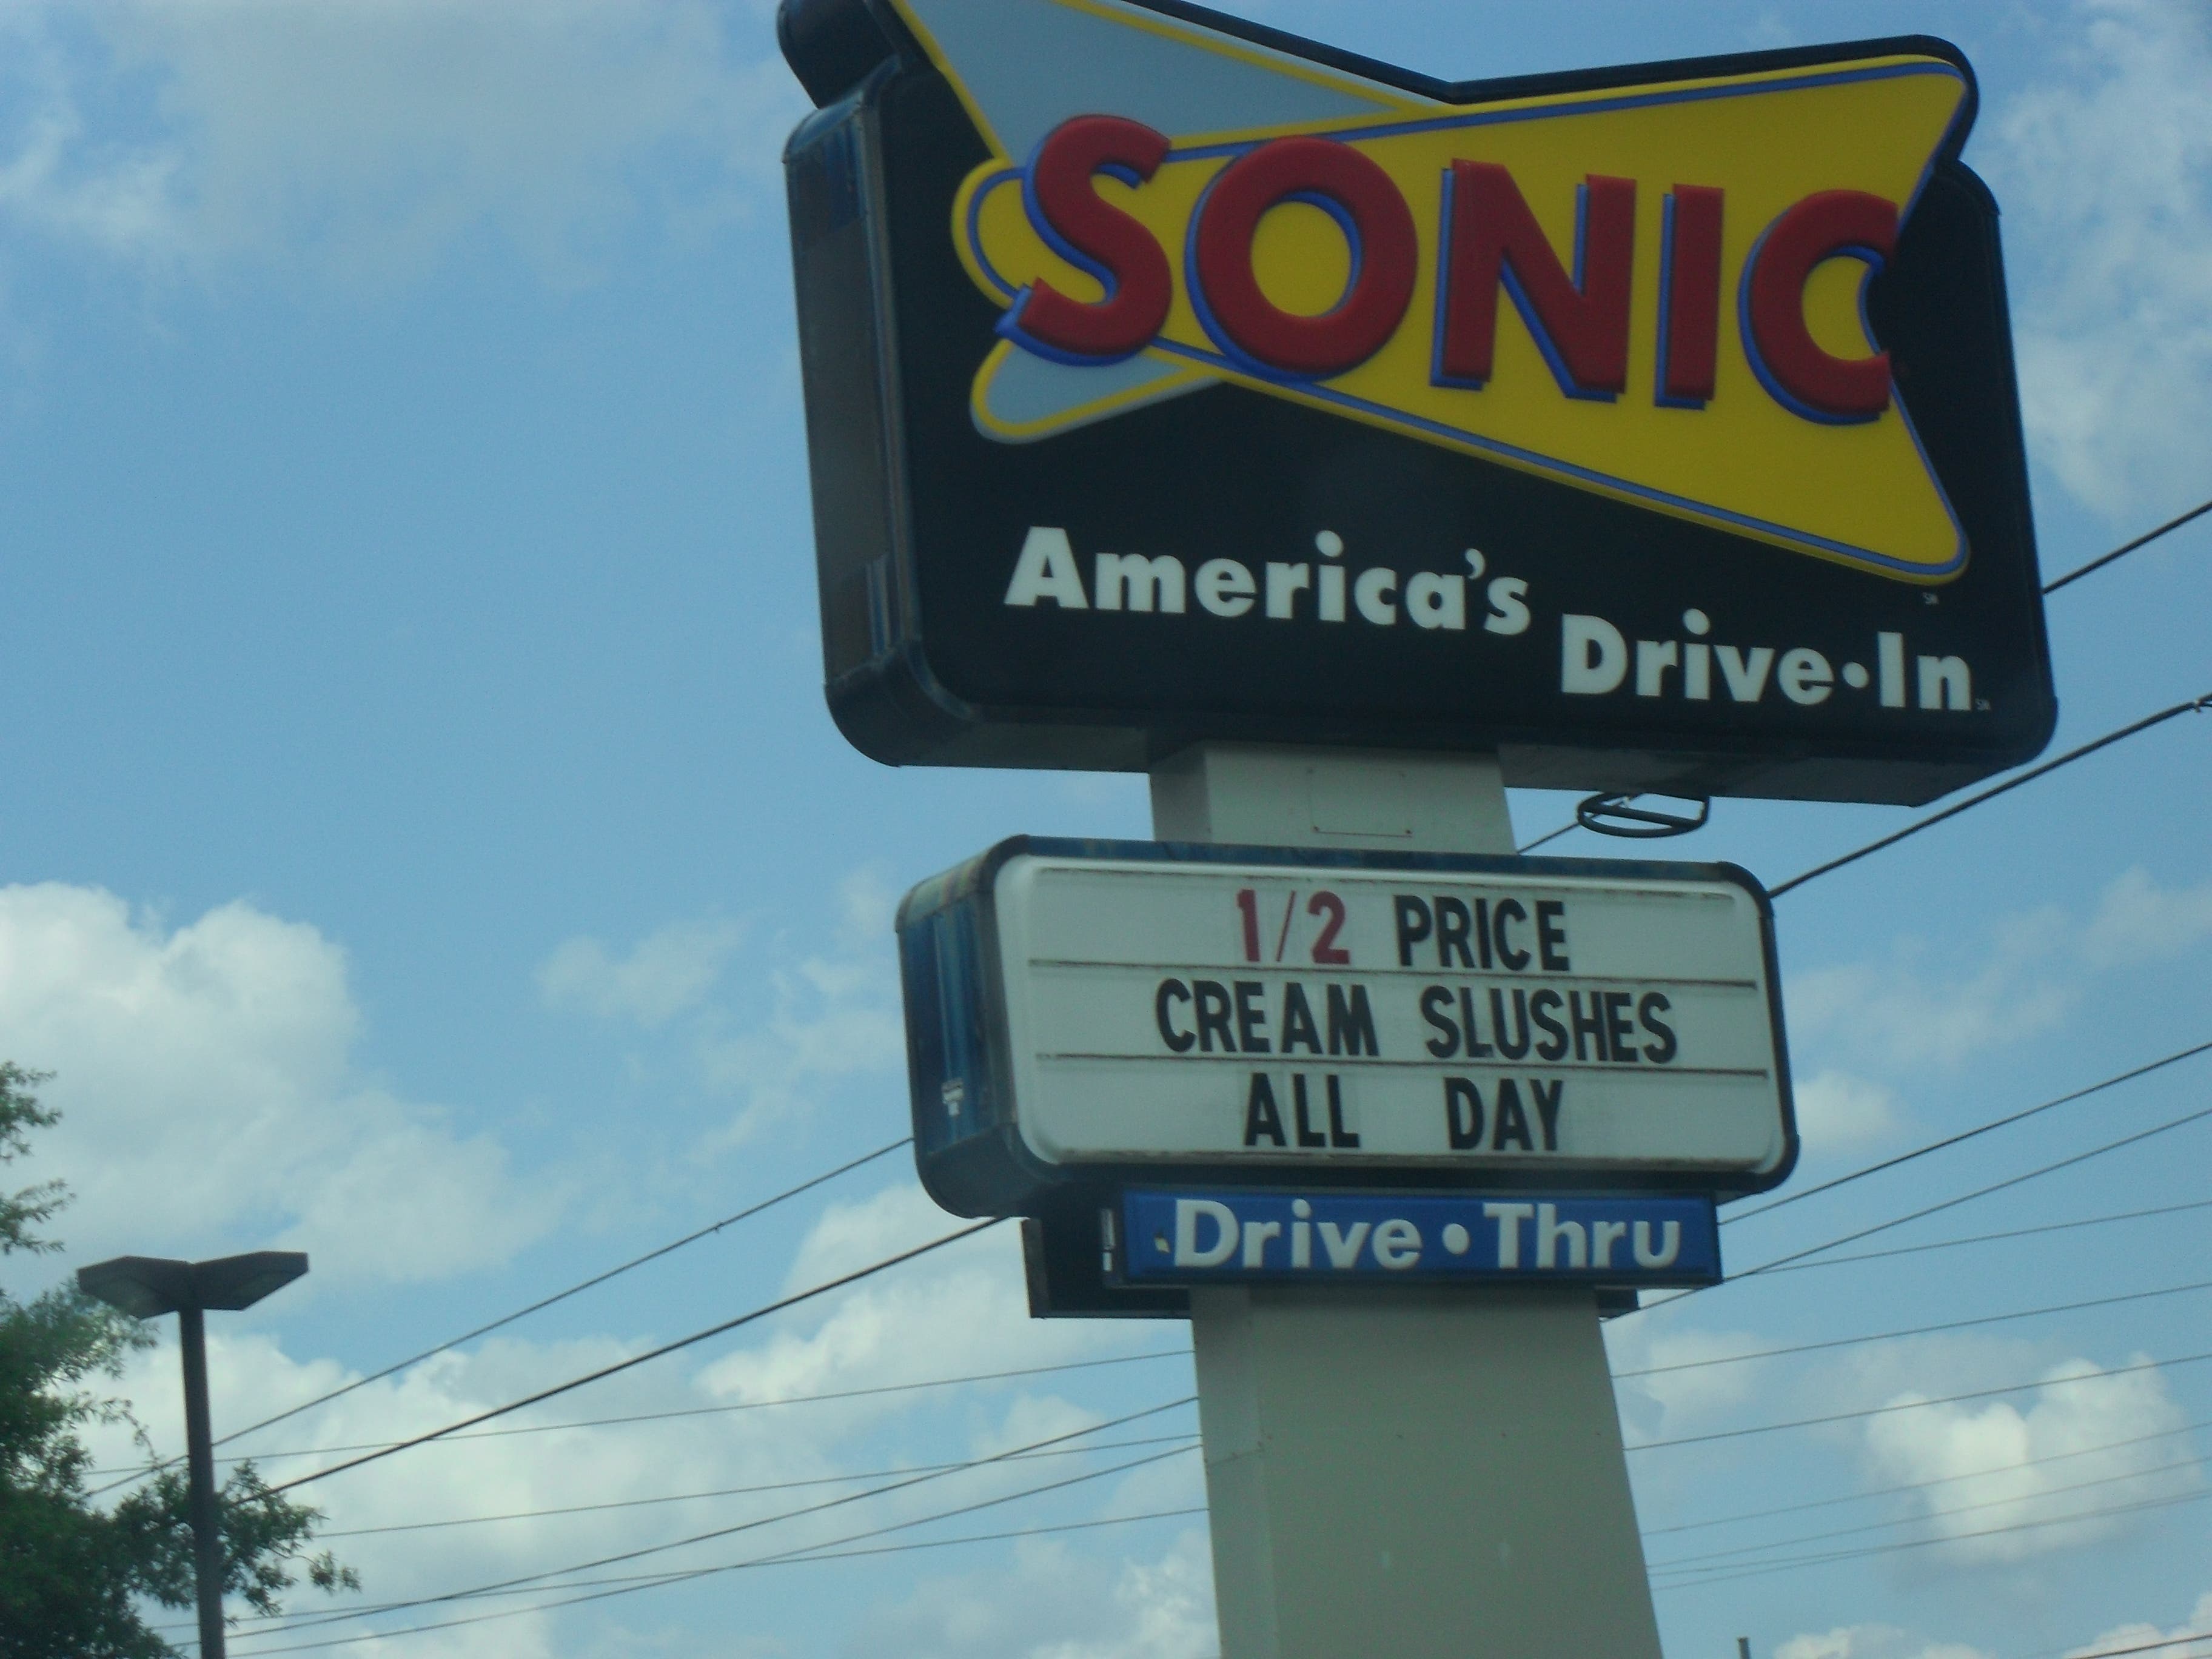 SONIC
America's Drive•In
1/2 PRICE
CREAM SLUSHES
ALL DAY
Drive•Thru